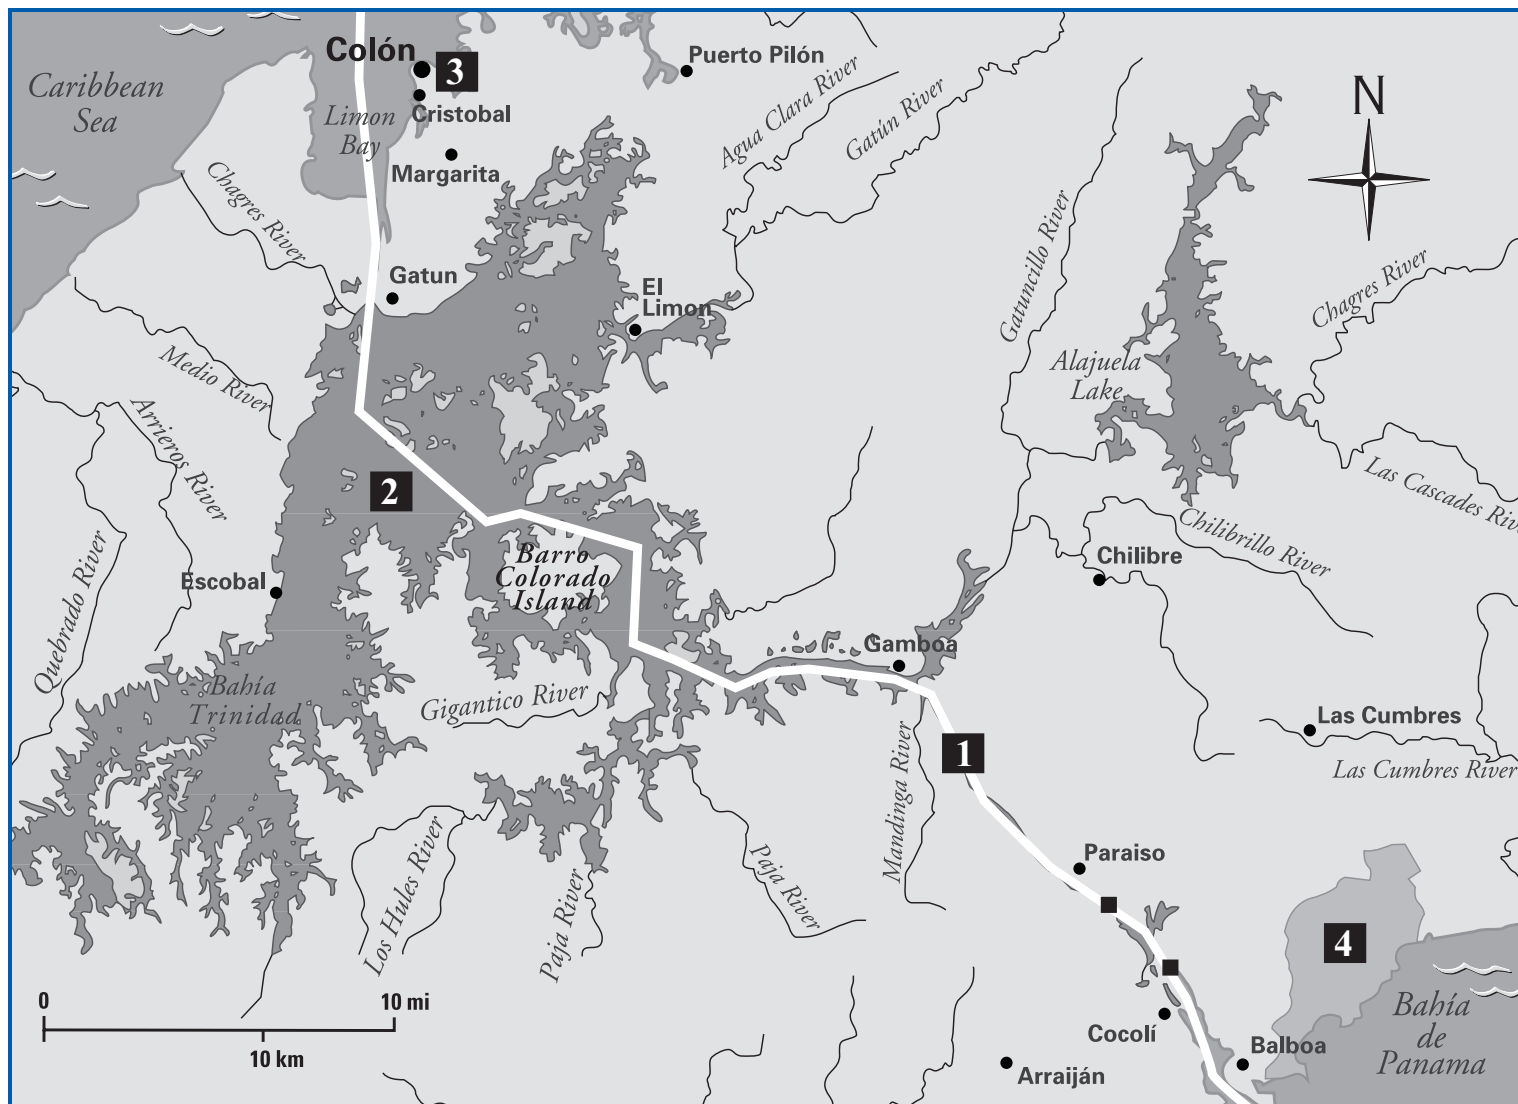 Colón
3
Puerto Pilón
N
Caribbean
Sea
Cristobal
Limon
Bay
Margarita
Agua Clara River
Gatún River
Chagres River
Gatun
El
Limon
Gatuncillo River
Chagres River
Alajuela
Lake
Medio River
Arrieros River
2
Las Cascades Riv
Chilibrillo River
Chilibre
Barro
Colorado
Island
Escobal
Quebrado River
Gamboa
Bahía
Trinidad
Gigantico River
Las Cumbres
1
Las Cumbres River
Mandinga River
Los Hules River
Paja River
Paja River
Paraiso
4
0
10 mi
10 km
Bahía
de
Panama
Cocolí
Balboa
Arraiján